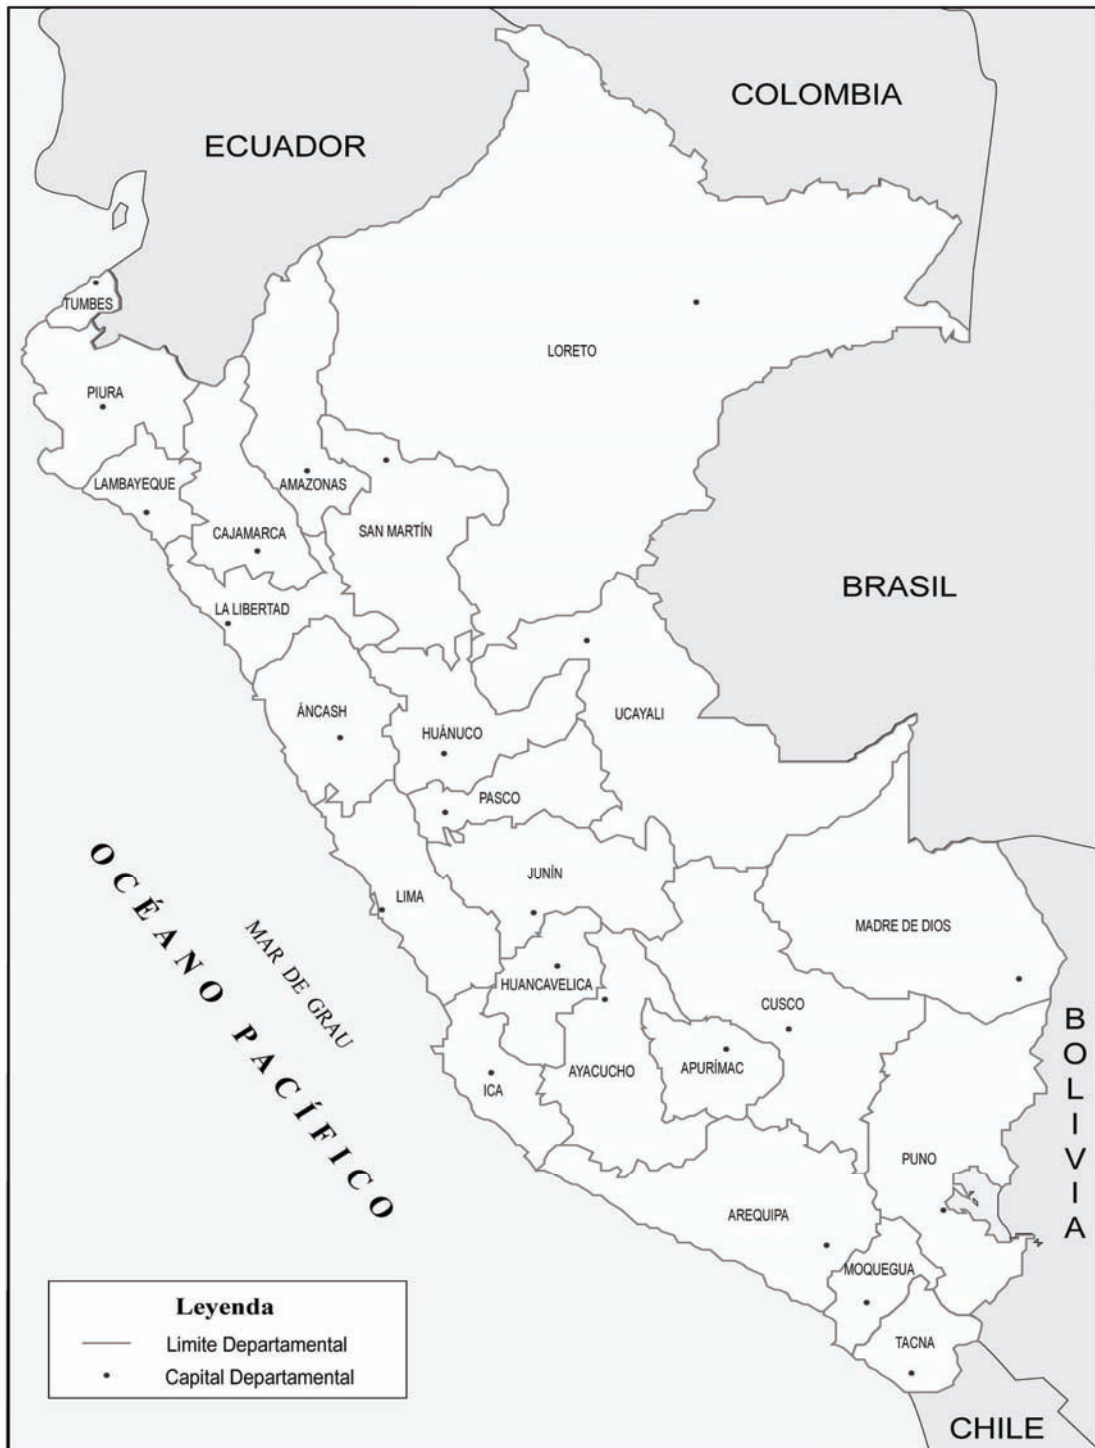 COLOMBIA
ECUADOR
TUMBES
LORETO
PIURA
LAMBAYEQUE
AMAZONAS
CAJAMARCA
SAN MARTÍN
BRASIL
LA LIBERTAD
ÁNCASH
HUÁNUCO
UCAYALI
PASCO
JUNÍN
LIMA
MADRE DE DIOS
HUANCAVELICA
CUSCO
AYACUCHO
APURÍMAC
ICA
BOLIVIA
PUNO
AREQUIPA
MOQUEGUA
TACNA
CHILE
OCÉANO PACÍFICO
MAR DE GRAU
Leyenda
Limite Departamental
Capital Departamental